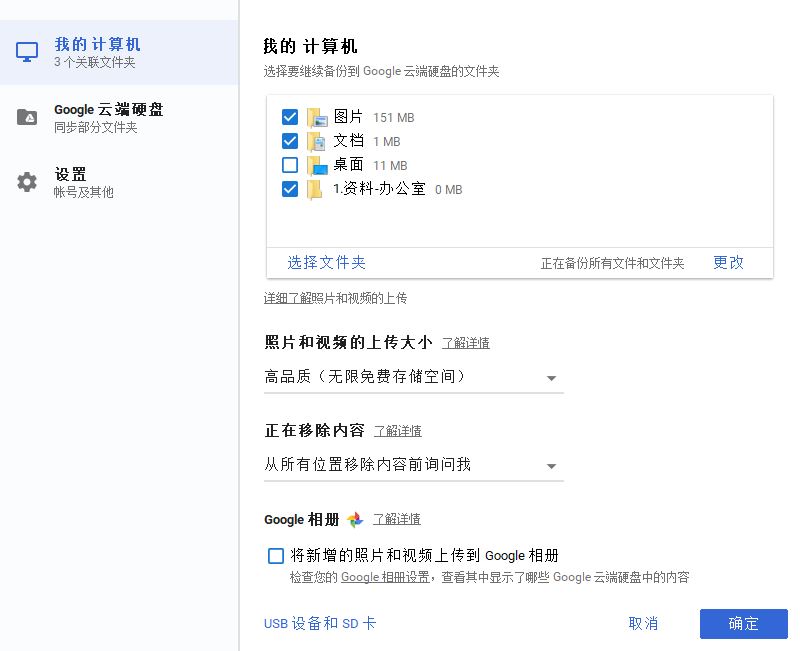 我的 计算机
3 个关联文件夹
Google 云端硬盘
同步部分文件夹
设置
帐号及其他
我的 计算机
选择要继续备份到 Google 云端硬盘的文件夹
图片 151 MB
文档 1 MB
桌面 11 MB
1.资料-办公室 0 MB
选择文件夹 正在备份所有文件和文件夹 更改
详细了解照片和视频的上传
照片和视频的上传大小 了解详情
高品质（无限免费存储空间）
正在移除内容 了解详情
从所有位置移除内容前询问我
Google 相册 了解详情
将新增的照片和视频上传到 Google 相册
检查您的 Google 相册设置，查看其中显示了哪些 Google 云端硬盘中的内容
USB 设备和 SD 卡 取消 确定